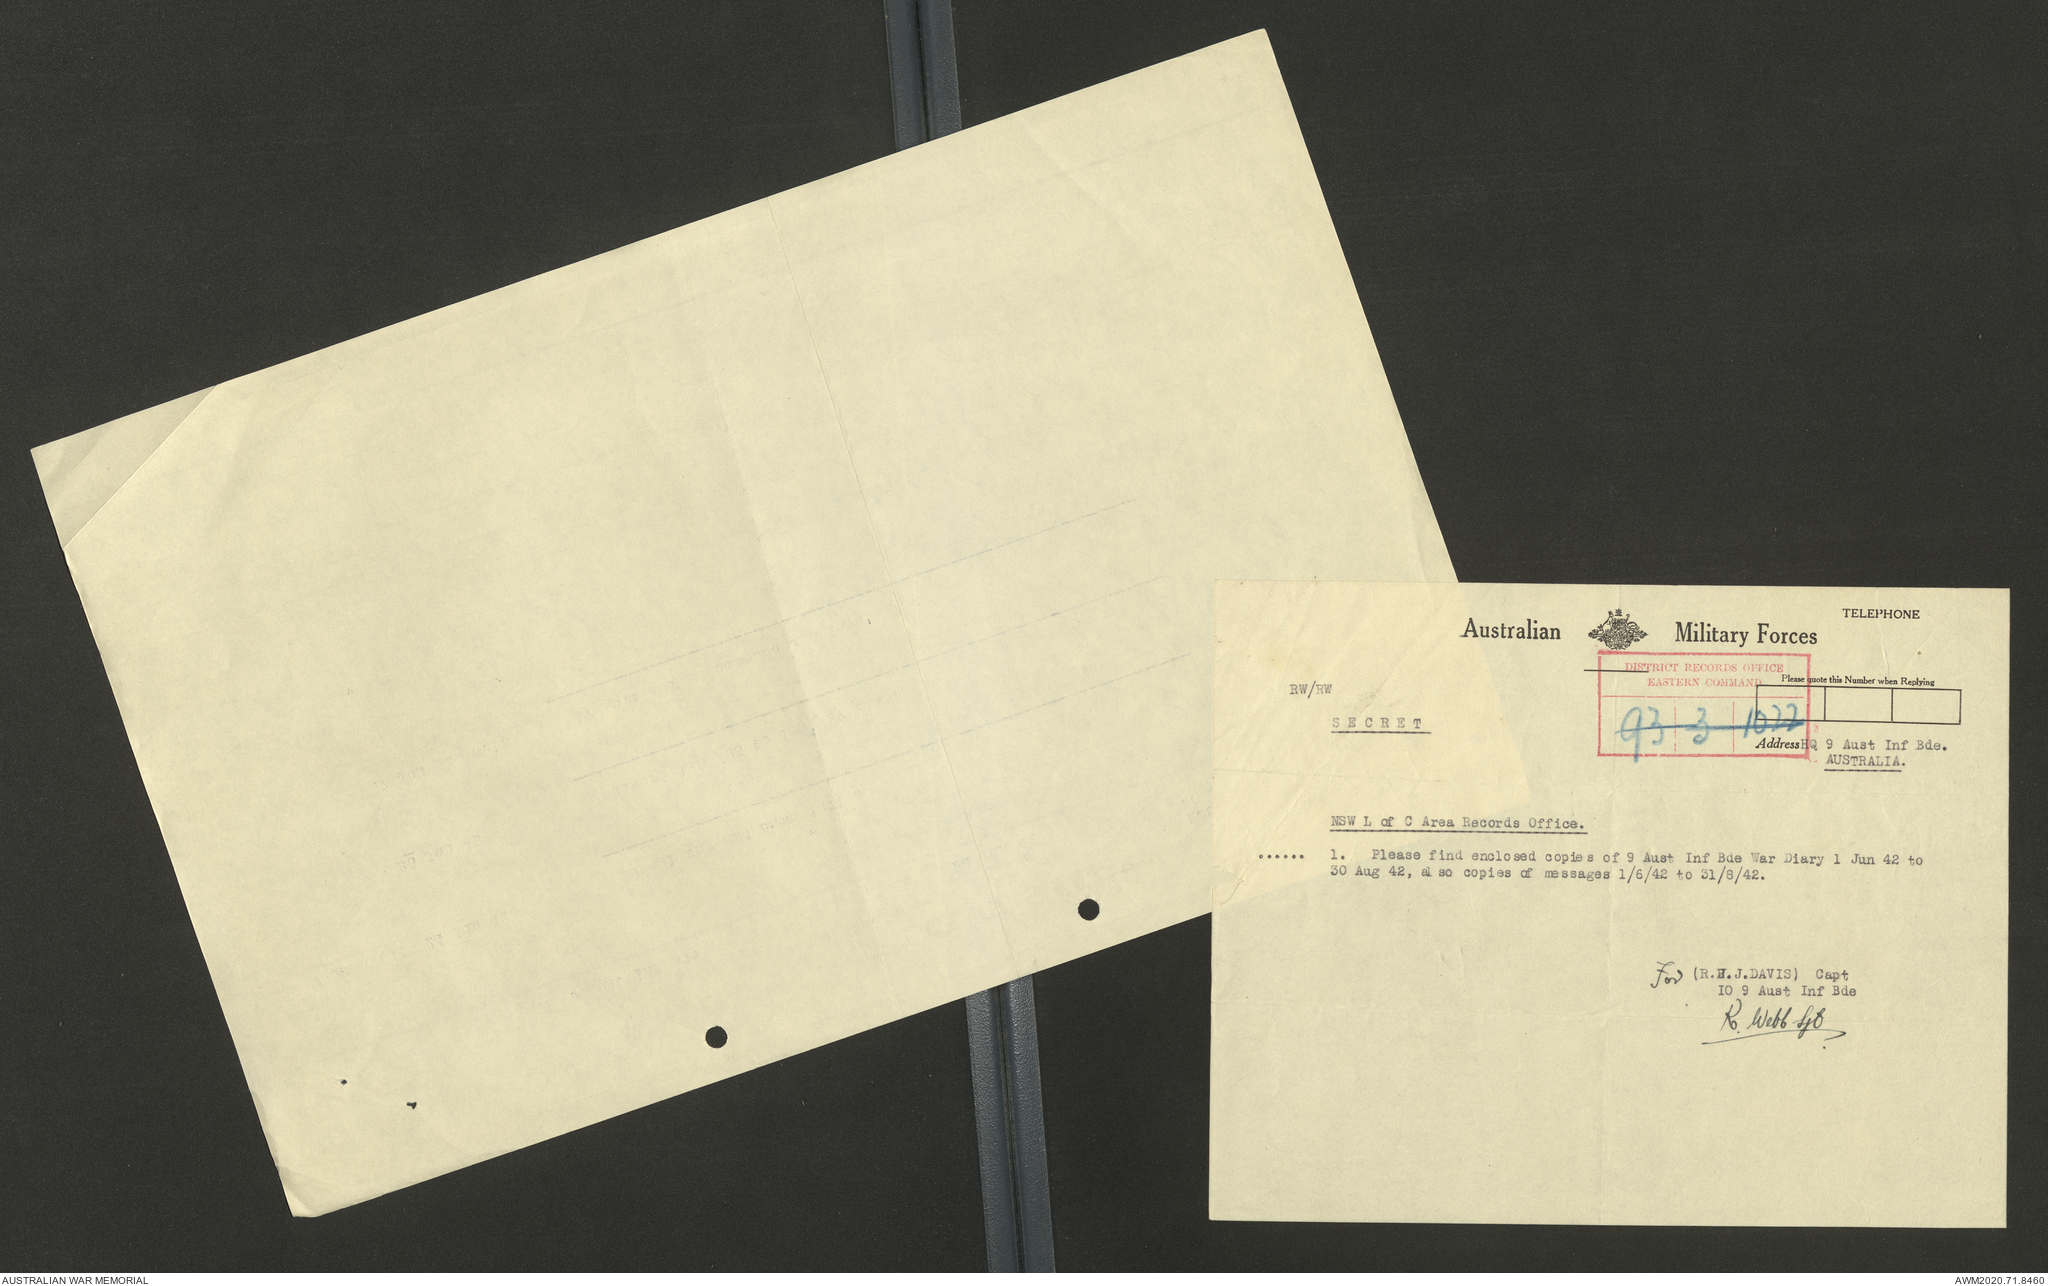 Australian Military Forces
TELEPHONE
DISTRICT RECORDS OFFICE
EASTERN COMMAND
Please quote this Number when Replying
93 3 1022
RW/RW
SECRET
Address HQ 9 Aust Inf Bde.
AUSTRALIA.
NSW L of C Area Records Office.
...... 1. Please find enclosed copies of 9 Aust Inf Bde War Diary 1 Jun 42 to
30 Aug 42, also copies of messages 1/6/42 to 31/8/42.
For (R.H.J.DAVIS) Capt
IO 9 Aust Inf Bde
R. Webb Sgt
AUSTRALIAN WAR MEMORIAL
AWM2020.71.8460